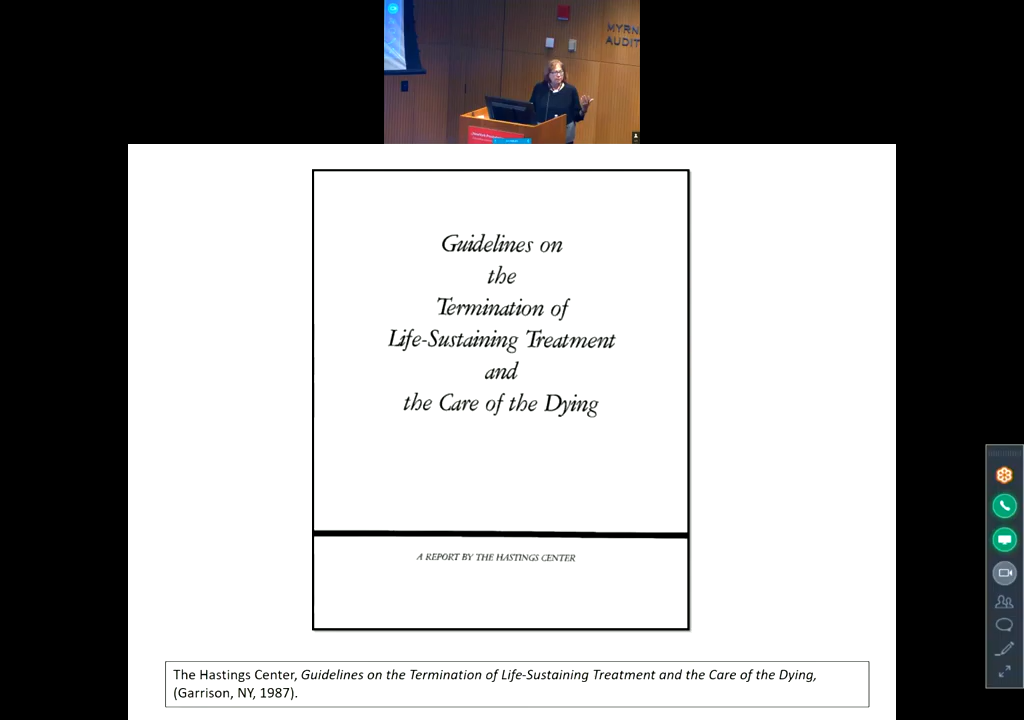 MYRN
AUDIT
Guidelines on
the
Termination of
Life-Sustaining Treatment
and
the Care of the Dying
A REPORT BY THE HASTINGS CENTER
The Hastings Center, Guidelines on the Termination of Life-Sustaining Treatment and the Care of the Dying,
(Garrison, NY, 1987).